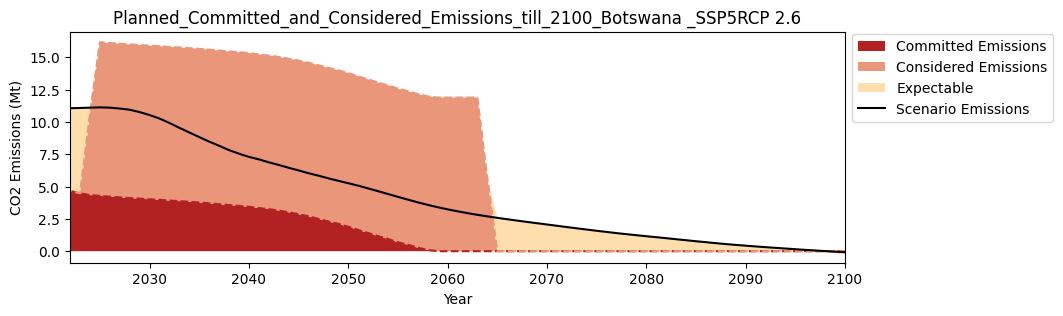 Planned_Committed_and_Considered_Emissions_till_2100_Botswana _SSP5RCP 2.6
CO2 Emissions (Mt)
15.0
12.5
10.0
7.5
5.0
2.5
0.0
2030 2040 2050 2060 2070 2080 2090 2100
Year
Committed Emissions
Considered Emissions
Expectable
Scenario Emissions